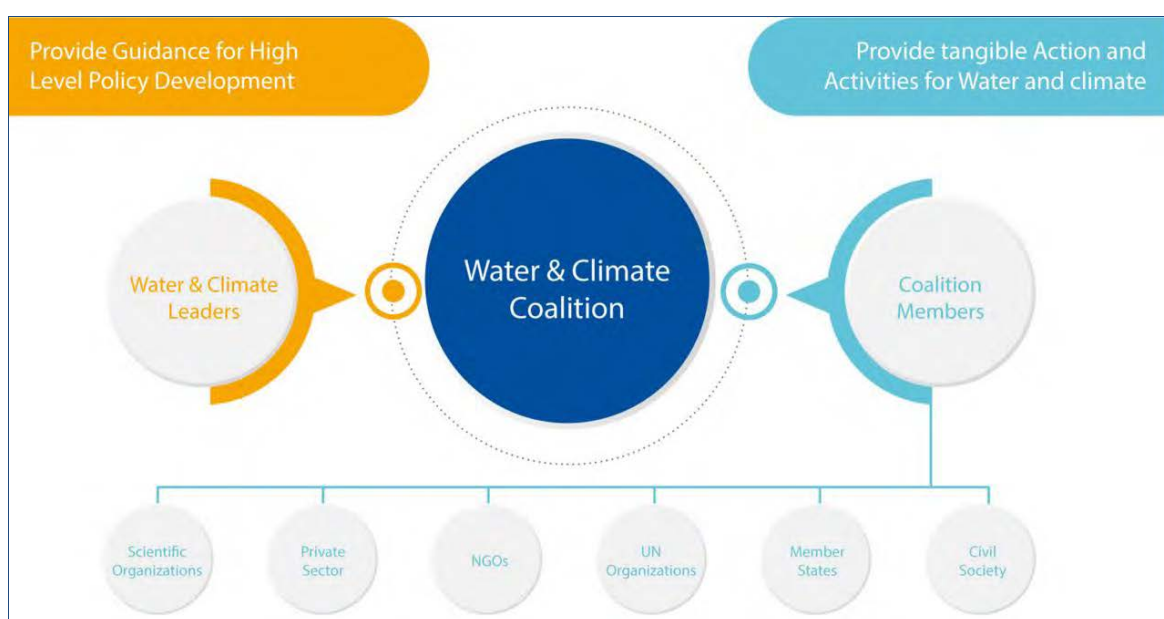 Provide Guidance for High
Level Policy Development
Provide tangible Action and
Activities for Water and climate
Water & Climate
Leaders
Water & Climate
Coalition
Coalition
Members
Scientific
Organizations
Private
Sector
NGOs
UN
Organizations
Member
States
Civil
Society